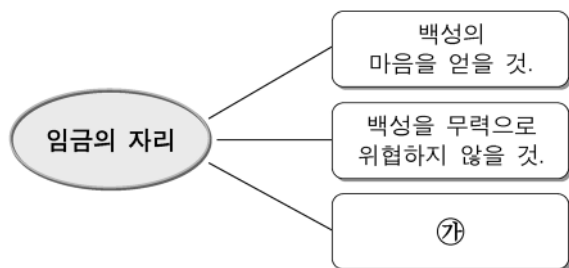 임금의 자리
백성의
마음을 얻을 것.
백성을 무력으로
위협하지 않을 것.
㉮